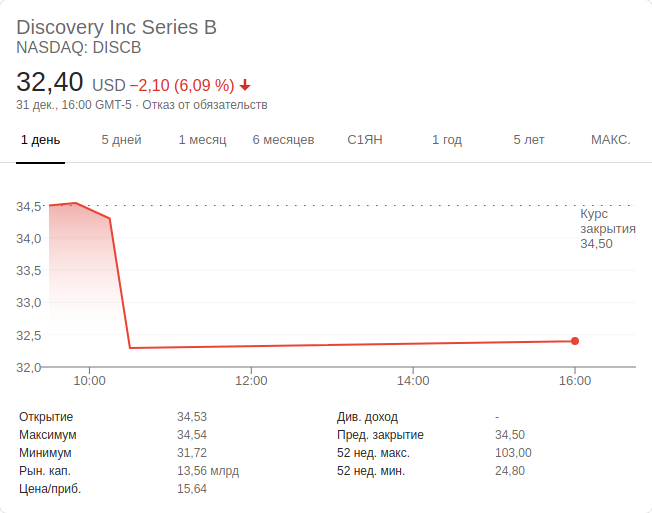 Discovery Inc Series B
NASDAQ: DISCB
32,40 USD −2,10 (6,09 %)
31 дек., 16:00 GMT-5 · Отказ от обязательств
1 день 5 дней 1 месяц 6 месяцев С1ЯН 1 год 5 лет МАКС.
34,5
Курс
закрытия
34,50
34,0
33,5
33,0
32,5
32,0
10:00 12:00 14:00 16:00
Открытие 34,53 Див. доход -
Максимум 34,54 Пред. закрытие 34,50
Минимум 31,72 52 нед. макс. 103,00
Рын. кап. 13,56 млрд 52 нед. мин. 24,80
Цена/приб. 15,64